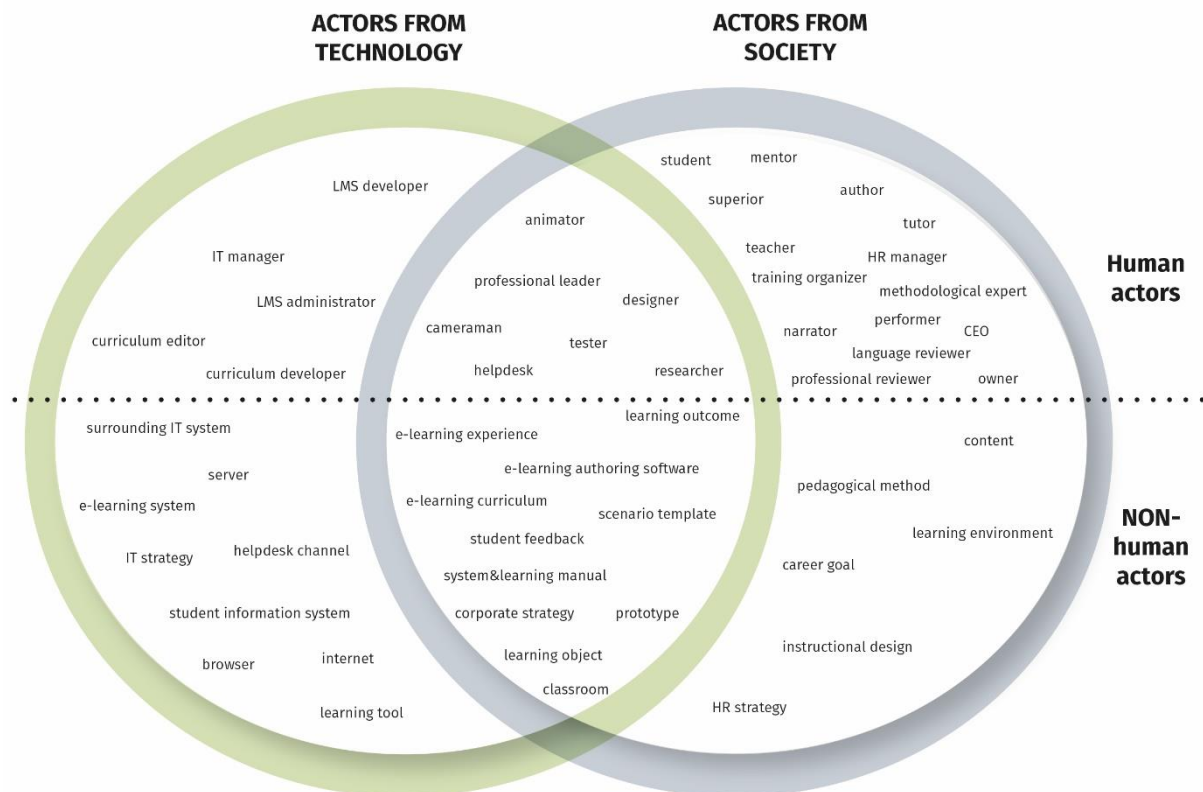 ACTORS FROM
TECHNOLOGY
ACTORS FROM
SOCIETY
LMS developer
IT manager
LMS administrator
curriculum editor
curriculum developer
animator
professional leader
designer
cameraman
tester
helpdesk
researcher
student
mentor
superior
author
tutor
teacher
HR manager
training organizer
methodological expert
performer
narrator
CEO
language reviewer
professional reviewer
owner
Human
actors
surrounding IT system
server
e-learning system
IT strategy
helpdesk channel
student information system
browser
internet
learning tool
learning outcome
e-learning experience
e-learning authoring software
e-learning curriculum
scenario template
student feedback
system&learning manual
corporate strategy
prototype
learning object
classroom
content
pedagogical method
learning environment
career goal
instructional design
HR strategy
NON-
human
actors